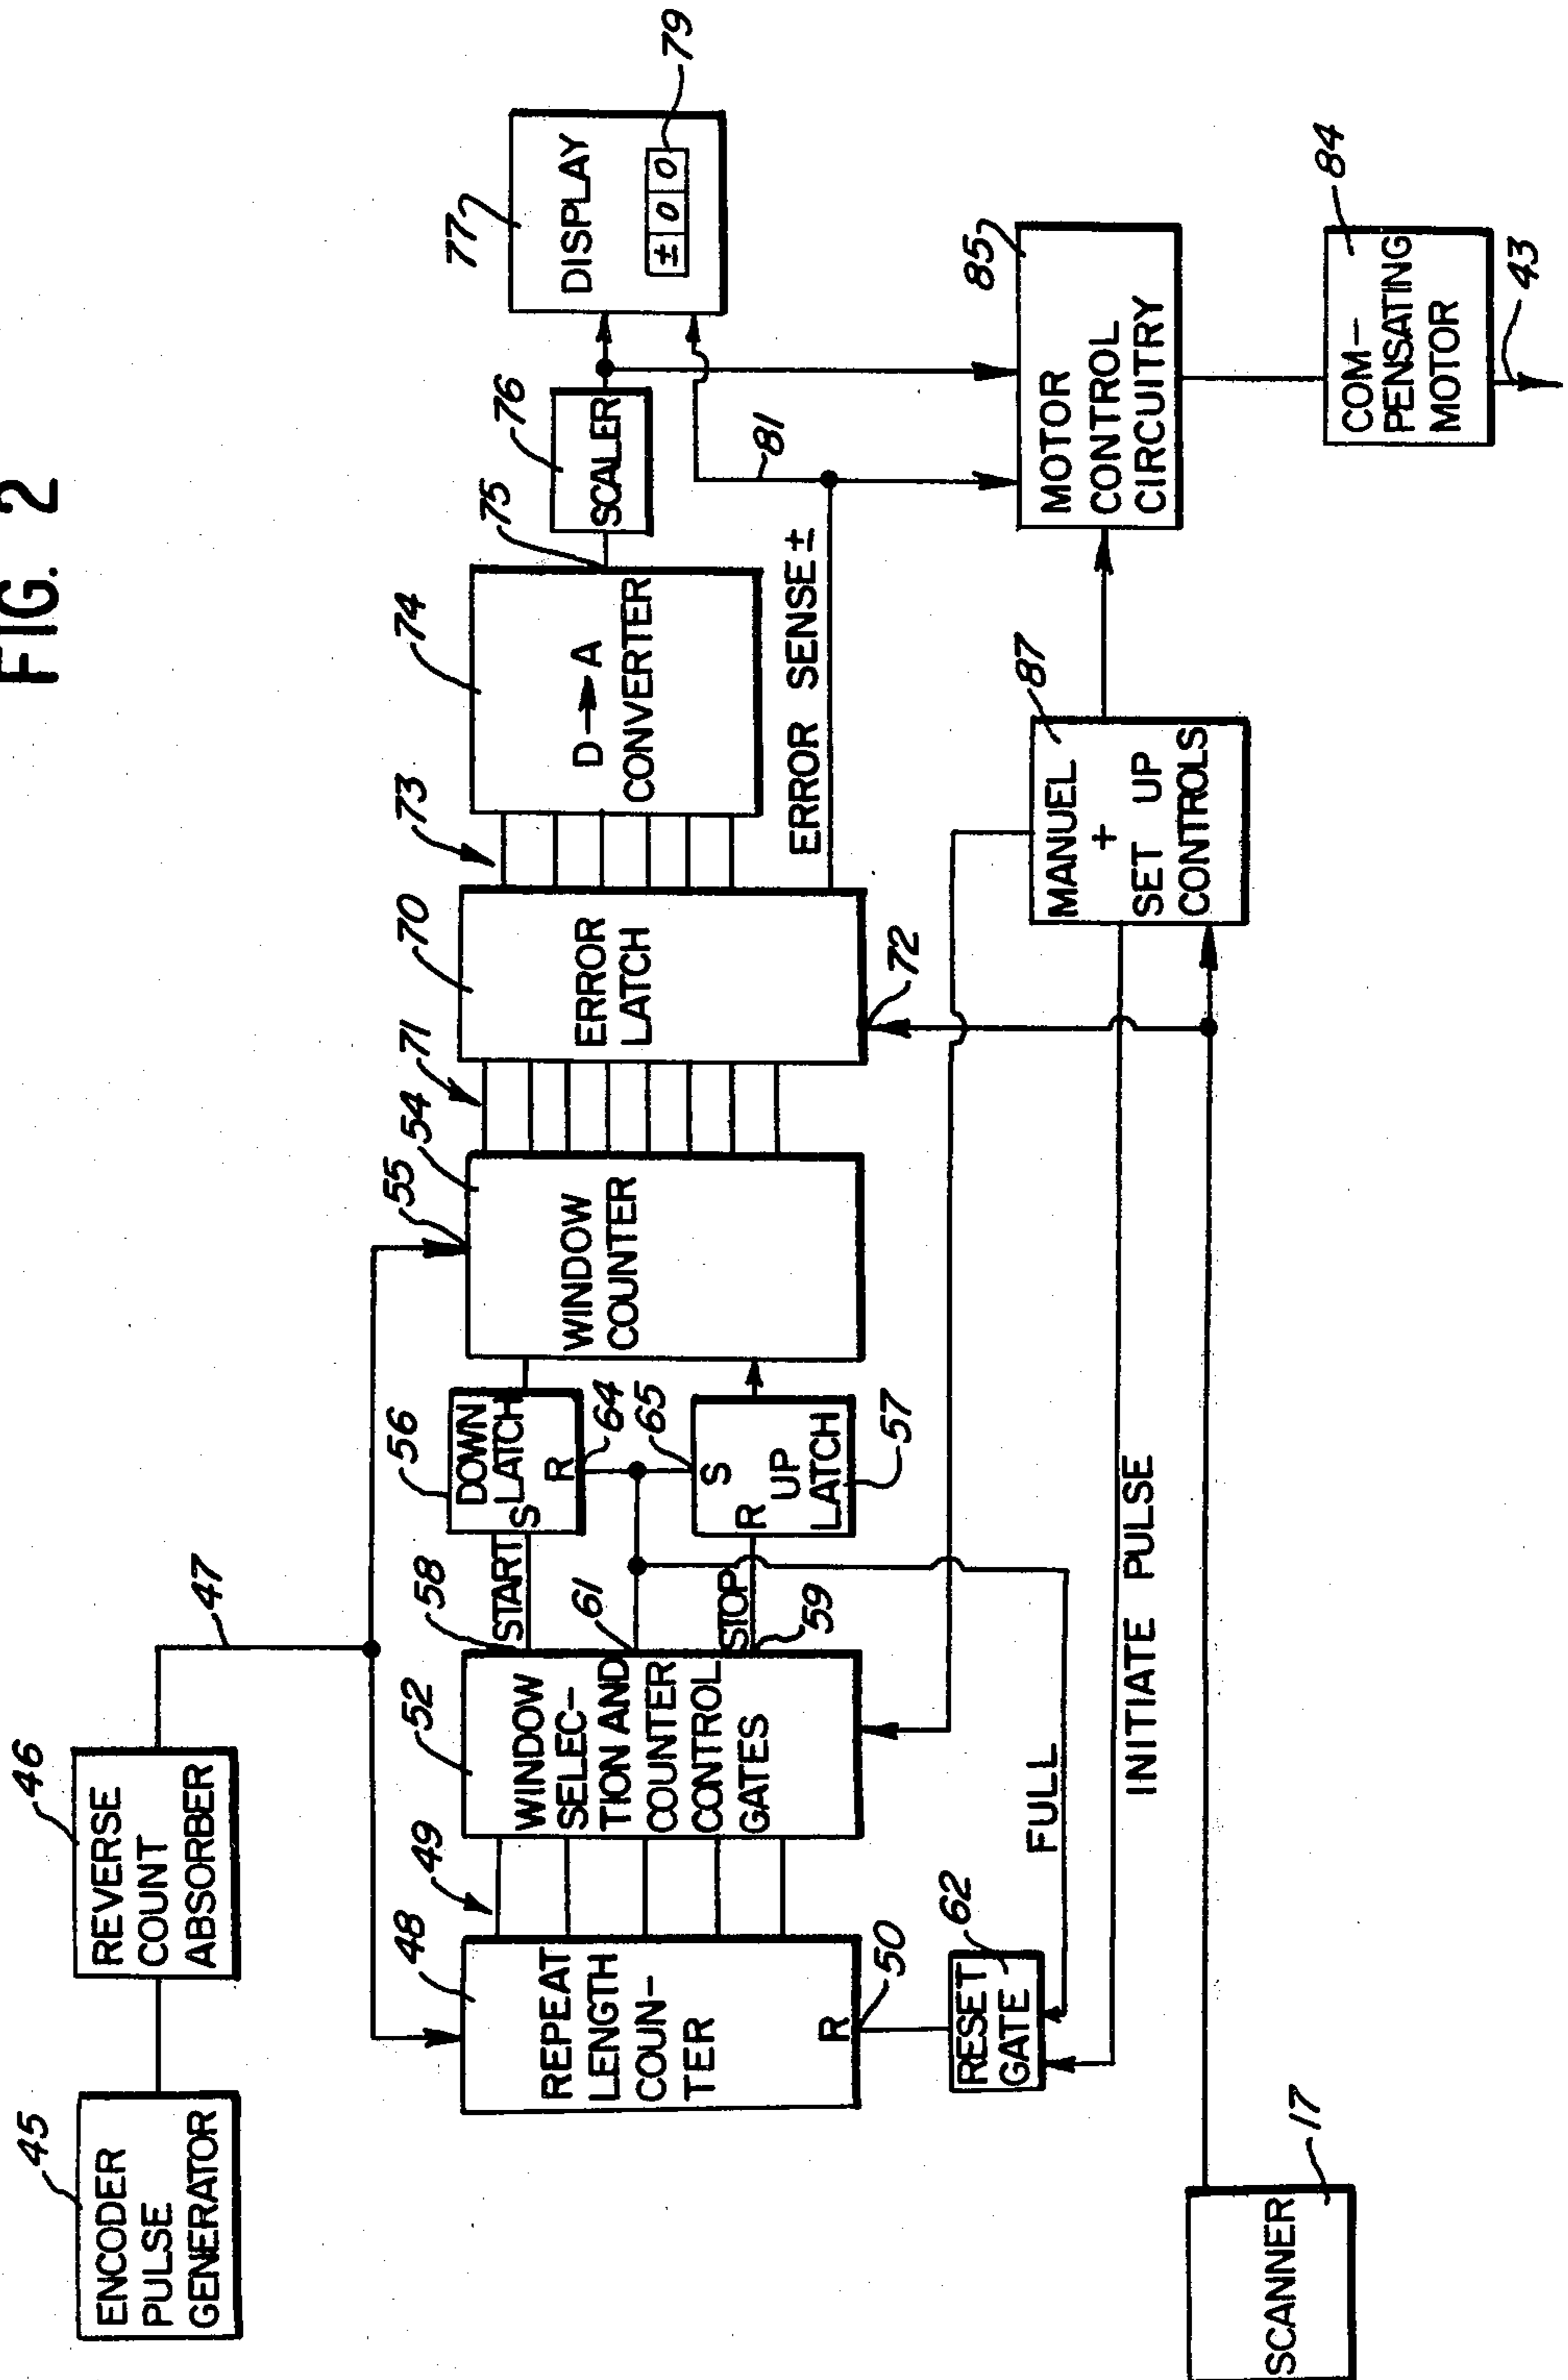 FIG. 2
45
ENCODER
PULSE
GENERATOR
46
REVERSE
COUNT
ABSORBER
47
48
REPEAT
LENGTH
COUN-
TER
R
50
49
52
WINDOW
SELEC-
TION AND
COUNTER
CONTROL
GATES
58
START
61
STOP
59
56
DOWN
LATCH
S
R
64
65
S
R
UP
LATCH
57
55
54
WINDOW
COUNTER
71
70
ERROR
LATCH
72
73
74
D→A
CONVERTER
75
76
SCALER
77
DISPLAY
± 0 0
79
ERROR SENSE ±
81
62
RESET
GATE
FULL
INITIATE PULSE
87
MANUEL
+
SET UP
CONTROLS
85
MOTOR
CONTROL
CIRCUITRY
84
COM-
PENSATING
MOTOR
43
SCANNER
17